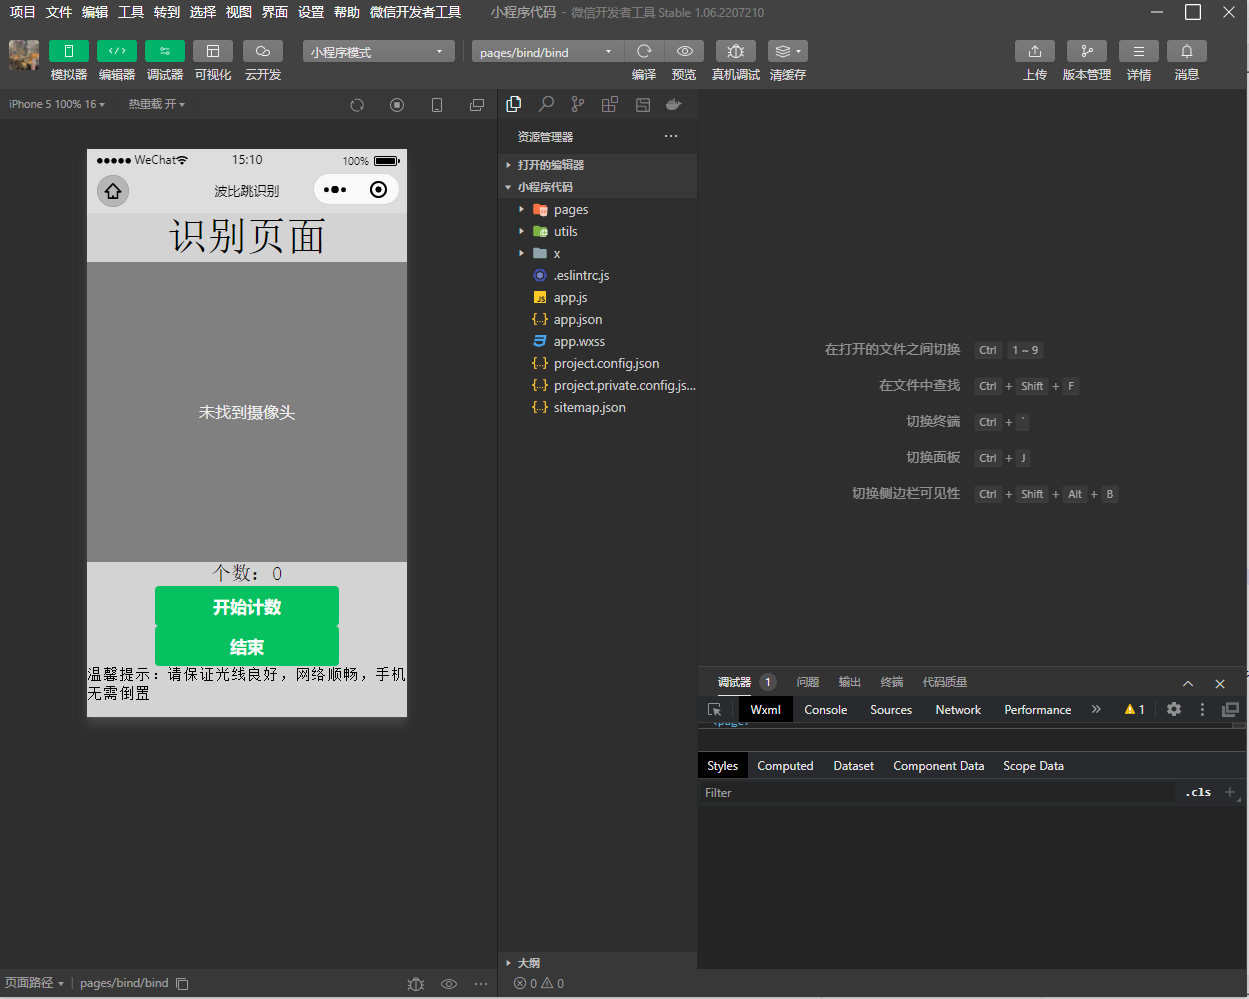 项目 文件 编辑 工具 转到 选择 视图 界面 设置 帮助 微信开发者工具 小程序代码 - 微信开发者工具 Stable 1.06.2207210
小程序模式 pages/bind/bind
模拟器 编辑器 调试器 可视化 云开发 编译 预览 真机调试 清缓存 上传 版本管理 详情 消息
iPhone 5 100% 16 热重载 开
WeChat 15:10 100%
波比跳识别
识别页面
未找到摄像头
个数：0
开始计数
结束
温馨提示：请保证光线良好，网络顺畅，手机
无需倒置
页面路径 pages/bind/bind
资源管理器
打开的编辑器
小程序代码
pages
utils
x
.eslintrc.js
JS app.js
{..} app.json
app.wxss
{..} project.config.json
{..} project.private.config.js...
{..} sitemap.json
大纲
0 0
在打开的文件之间切换 Ctrl 1 ~ 9
在文件中查找 Ctrl + Shift + F
切换终端 Ctrl + `
切换面板 Ctrl + J
切换侧边栏可见性 Ctrl + Shift + Alt + B
调试器 1 问题 输出 终端 代码质量
Wxml Console Sources Network Performance » 1
Styles Computed Dataset Component Data Scope Data
Filter .cls +